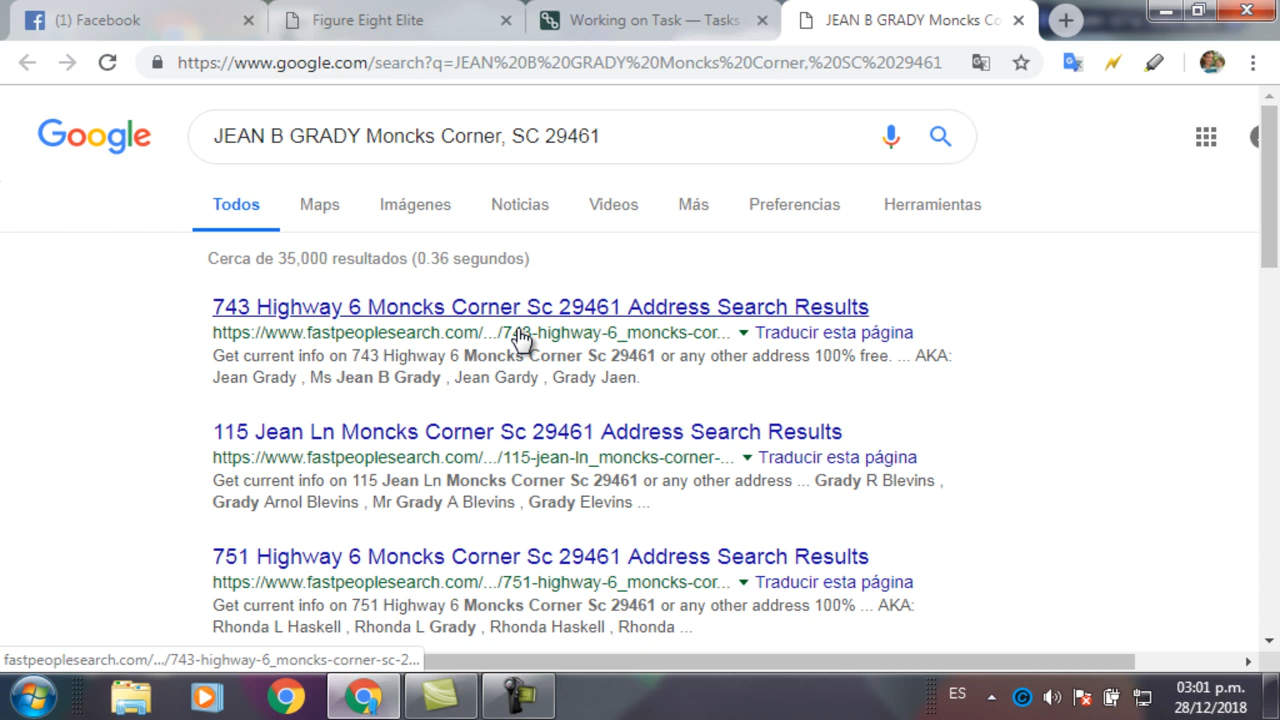 (1) Facebook
Figure Eight Elite
Working on Task — Tasks
JEAN B GRADY Moncks Co
https://www.google.com/search?q=JEAN%20B%20GRADY%20Moncks%20Corner,%20SC%2029461
Google
JEAN B GRADY Moncks Corner, SC 29461
Todos Maps Imágenes Noticias Videos Más Preferencias Herramientas
Cerca de 35,000 resultados (0.36 segundos)
743 Highway 6 Moncks Corner Sc 29461 Address Search Results
https://www.fastpeoplesearch.com/.../743-highway-6_moncks-cor... Traducir esta página
Get current info on 743 Highway 6 Moncks Corner Sc 29461 or any other address 100% free. ... AKA:
Jean Grady , Ms Jean B Grady , Jean Gardy , Grady Jaen.
115 Jean Ln Moncks Corner Sc 29461 Address Search Results
https://www.fastpeoplesearch.com/.../115-jean-ln_moncks-corner-... Traducir esta página
Get current info on 115 Jean Ln Moncks Corner Sc 29461 or any other address ... Grady R Blevins ,
Grady Arnol Blevins , Mr Grady A Blevins , Grady Elevins ...
751 Highway 6 Moncks Corner Sc 29461 Address Search Results
https://www.fastpeoplesearch.com/.../751-highway-6_moncks-cor... Traducir esta página
Get current info on 751 Highway 6 Moncks Corner Sc 29461 or any other address 100% ... AKA:
Rhonda L Haskell , Rhonda L Grady , Rhonda Haskell , Rhonda ...
fastpeoplesearch.com/.../743-highway-6_moncks-corner-sc-2...
ES
03:01 p.m.
28/12/2018